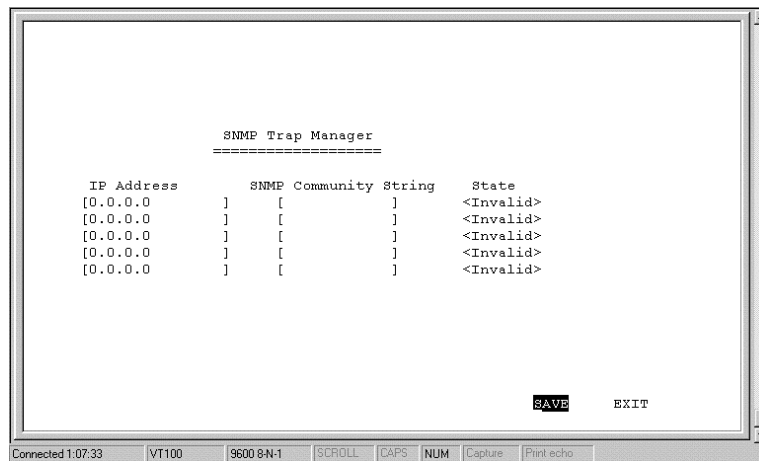 SNMP Trap Manager
===================
IP Address SNMP Community String State
[0.0.0.0 ] [ ] <Invalid>
[0.0.0.0 ] [ ] <Invalid>
[0.0.0.0 ] [ ] <Invalid>
[0.0.0.0 ] [ ] <Invalid>
[0.0.0.0 ] [ ] <Invalid>
SAVE EXIT
Connected 1:07:33 VT100 9600 8-N-1 SCROLL CAPS NUM Capture Print echo